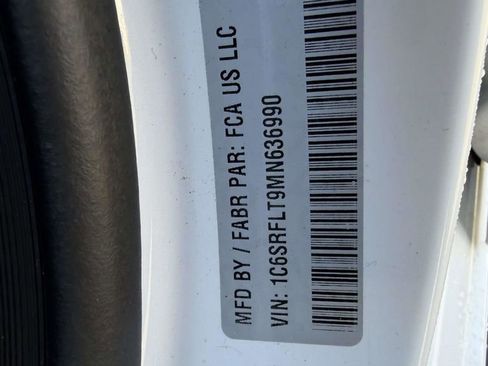 MFD BY / FABR PAR: FCA US LLC
VIN: 1C6SRFLT9MN636990